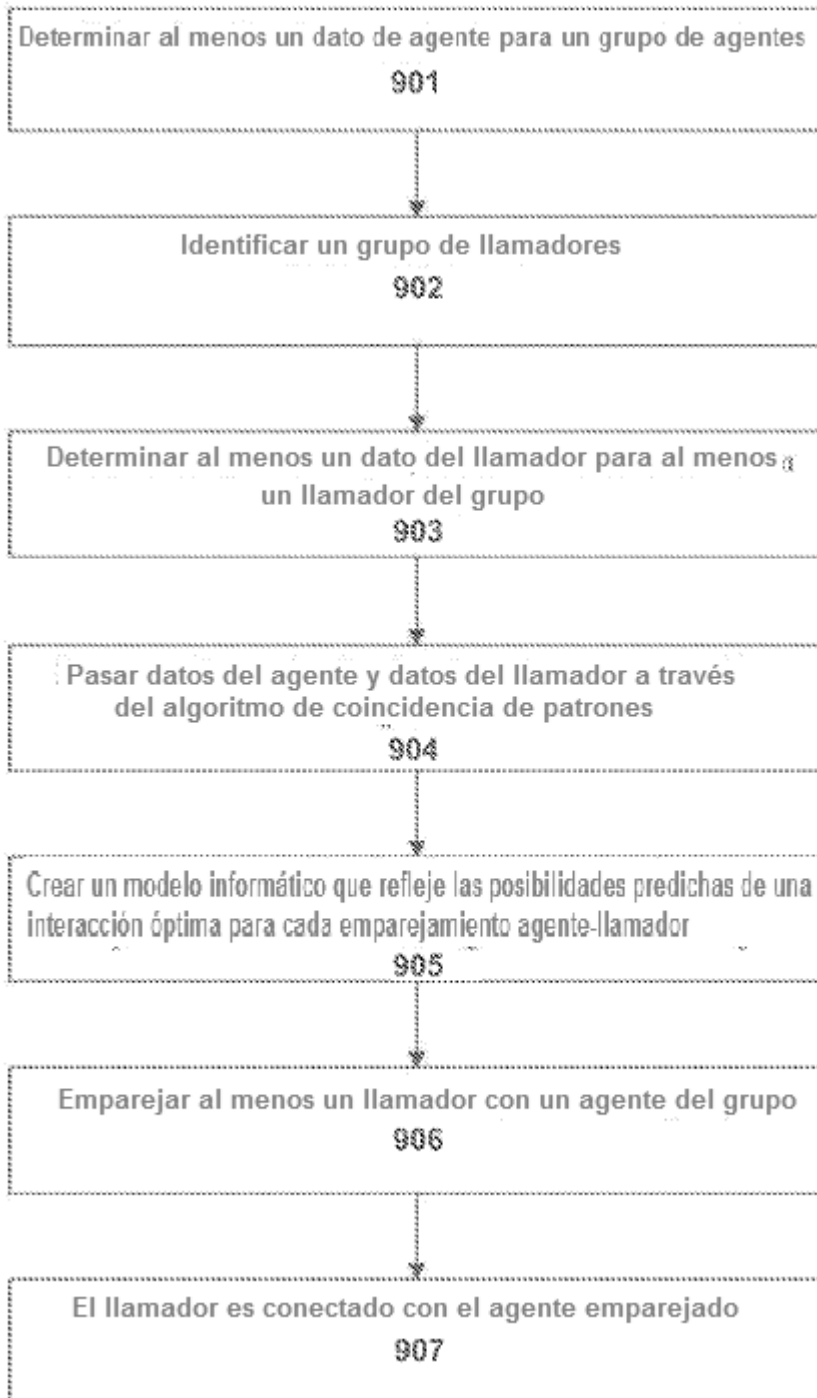 Determinar al menos un dato de agente para un grupo de agentes
901
Identificar un grupo de llamadores
902
Determinar al menos un dato del llamador para al menos
un llamador del grupo
903
Pasar datos del agente y datos del llamador a través
del algoritmo de coincidencia de patrones
904
Crear un modelo informático que refleje las posibilidades predichas de una
interacción óptima para cada emparejamiento agente-llamador
905
Emparejar al menos un llamador con un agente del grupo
906
El llamador es conectado con el agente emparejado
907